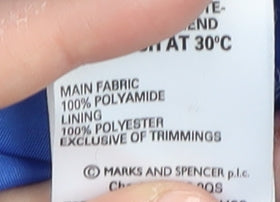 AT 30°C
MAIN FABRIC
100% POLYAMIDE
LINING
100% POLYESTER
EXCLUSIVE OF TRIMMINGS
© MARKS AND SPENCER p.l.c.